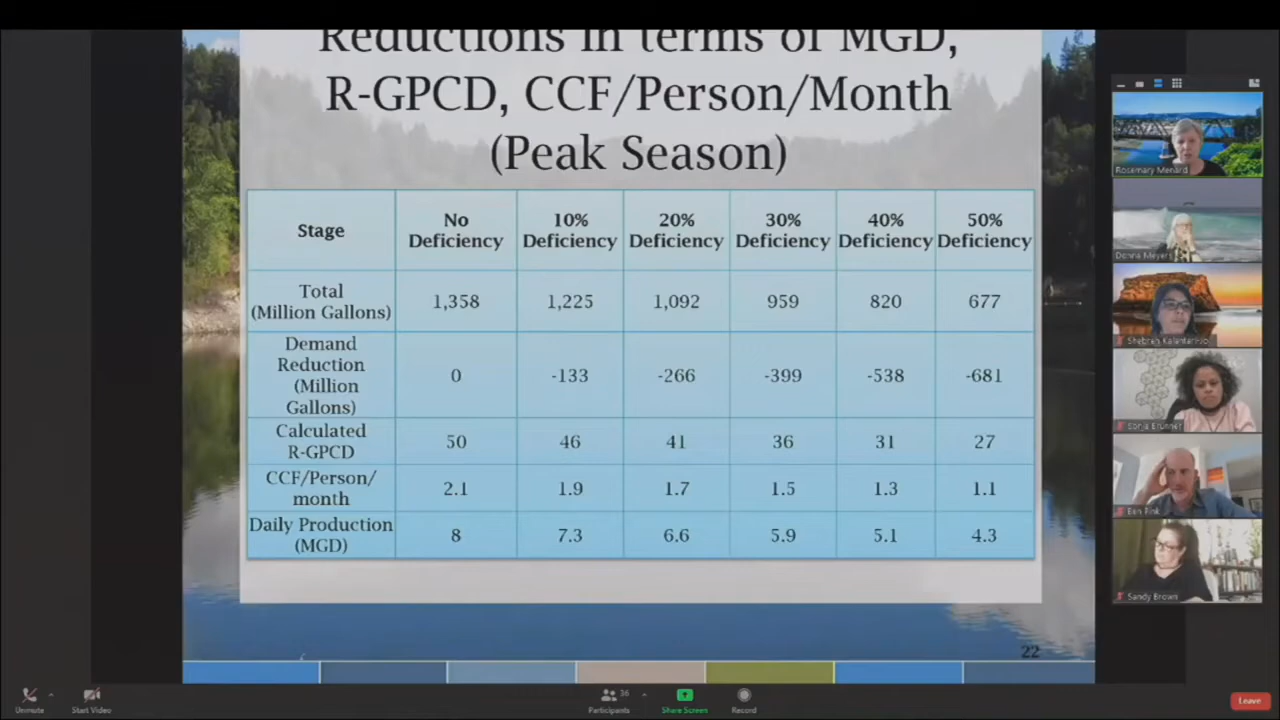 Reductions in terms of MGD,
R-GPCD, CCF/Person/Month
(Peak Season)
Stage
No Deficiency
10% Deficiency
20% Deficiency
30% Deficiency
40% Deficiency
50% Deficiency
Total
(Million Gallons)
1,358
1,225
1,092
959
820
677
Demand
Reduction
(Million
Gallons)
0
-133
-266
-399
-538
-681
Calculated
R-GPCD
50
46
41
36
31
27
CCF/Person/
month
2.1
1.9
1.7
1.5
1.3
1.1
Daily Production
(MGD)
8
7.3
6.6
5.9
5.1
4.3
22
Rosemary Menard
Donna Meyers
Shebreh
Sonja Brunner
Sandy Brown
Unmute
Start Video
36
Participants
Share Screen
Record
Leave